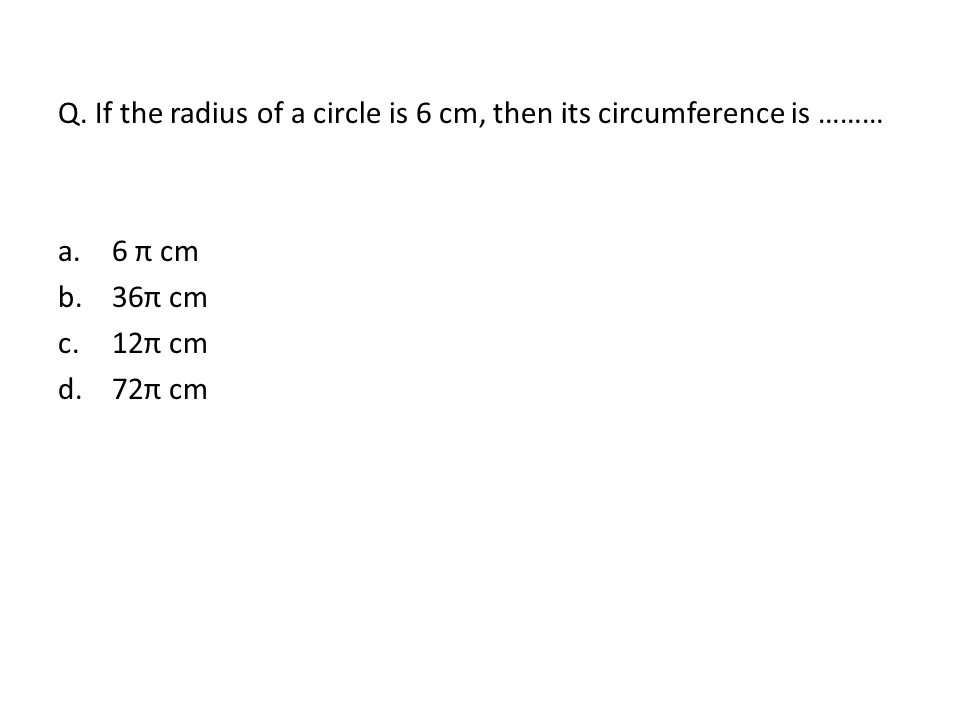 Q. If the radius of a circle is 6 cm, then its circumference is ………
a. 6 π cm
b. 36π cm
c. 12π cm
d. 72π cm